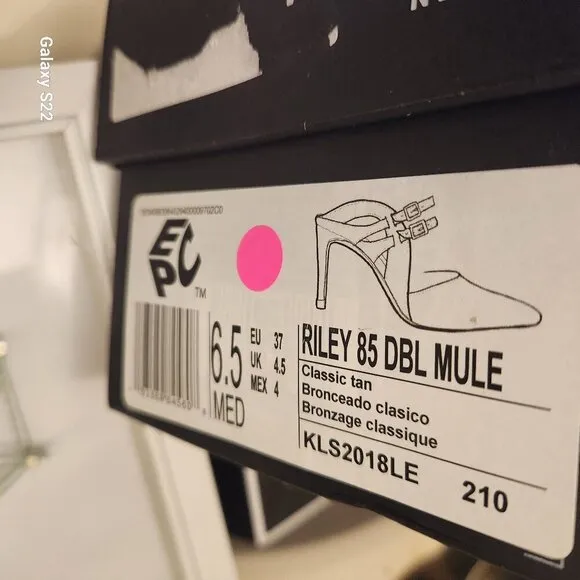 Galaxy S22
EPC
TM
6.5
MED
EU 37
UK 4.5
MEX 4
RILEY 85 DBL MULE
Classic tan
Bronceado clasico
Bronzage classique
KLS2018LE 210